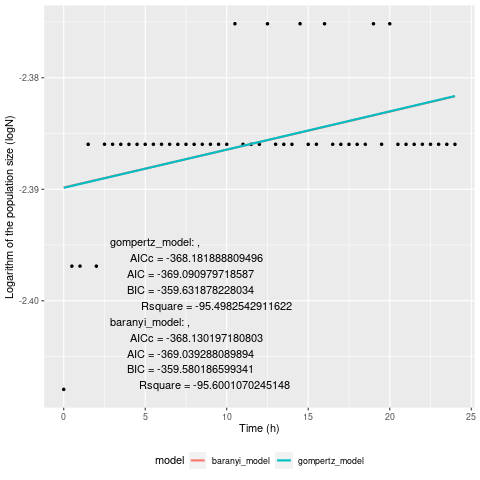 -2.38
-2.39
-2.40
Logarithm of the population size (logN)
gompertz_model: ,
AICc = -368.181888809496
AIC = -369.090979718587
BIC = -359.631878228034
Rsquare = -95.4982542911622
baranyi_model: ,
AICc = -368.130197180803
AIC = -369.039288089894
BIC = -359.580186599341
Rsquare = -95.6001070245148
0 5 10 15 20 25
Time (h)
model baranyi_model gompertz_model